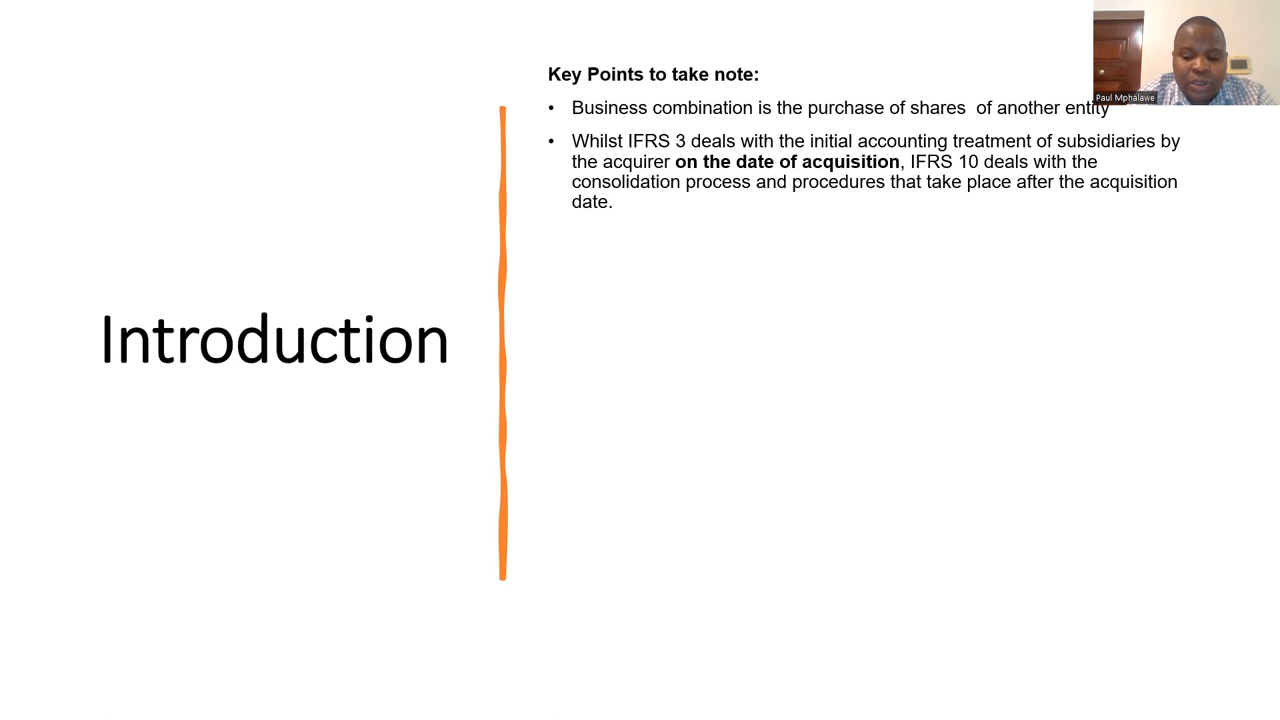 Key Points to take note:
• Business combination is the purchase of shares  of another entity
• Whilst IFRS 3 deals with the initial accounting treatment of subsidiaries by
the acquirer on the date of acquisition, IFRS 10 deals with the
consolidation process and procedures that take place after the acquisition
date.
Introduction
Paul Mphalawe